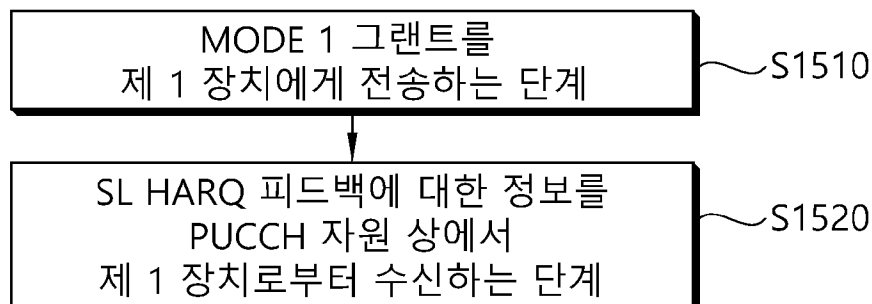 MODE 1 그랜트를
제 1 장치에게 전송하는 단계
S1510
SL HARQ 피드백에 대한 정보를
PUCCH 자원 상에서
제 1 장치로부터 수신하는 단계
S1520